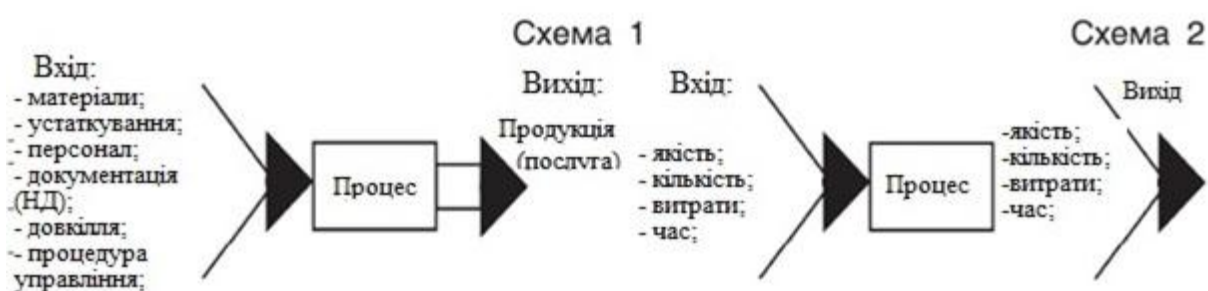 Схема 1
Вхід:
- матеріали;
- устаткування;
- персонал;
- документація
(НД);
- довкілля;
- процедура
управління;
Процес
Вихід:
Продукція
(послуга)
Схема 2
Вхід:
- якість;
- кількість;
- витрати;
- час;
Процес
-якість;
-кількість;
-витрати;
-час;
Вихід